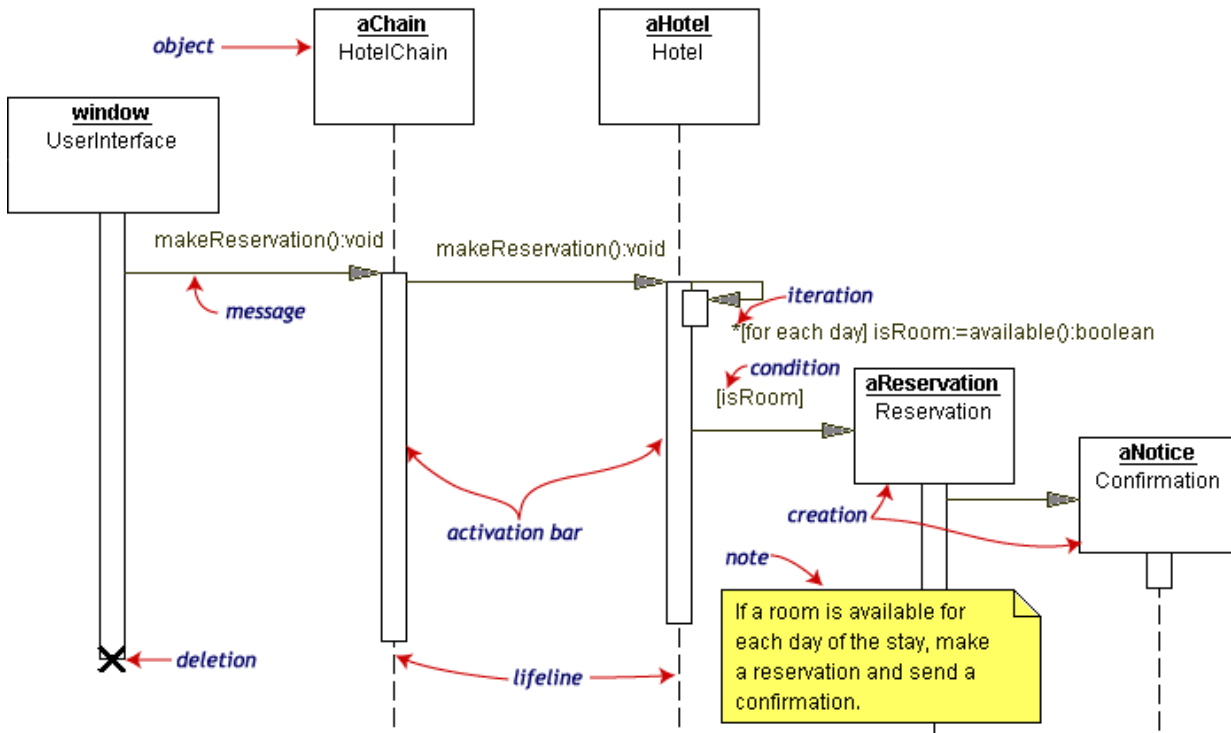 aChain
HotelChain
aHotel
Hotel
object
window
UserInterface
makeReservation():void
makeReservation():void
message
iteration
*[for each day] isRoom:=available():boolean
condition
[isRoom]
aReservation
Reservation
aNotice
Confirmation
creation
activation bar
note
If a room is available for
each day of the stay, make
a reservation and send a
confirmation.
deletion
lifeline